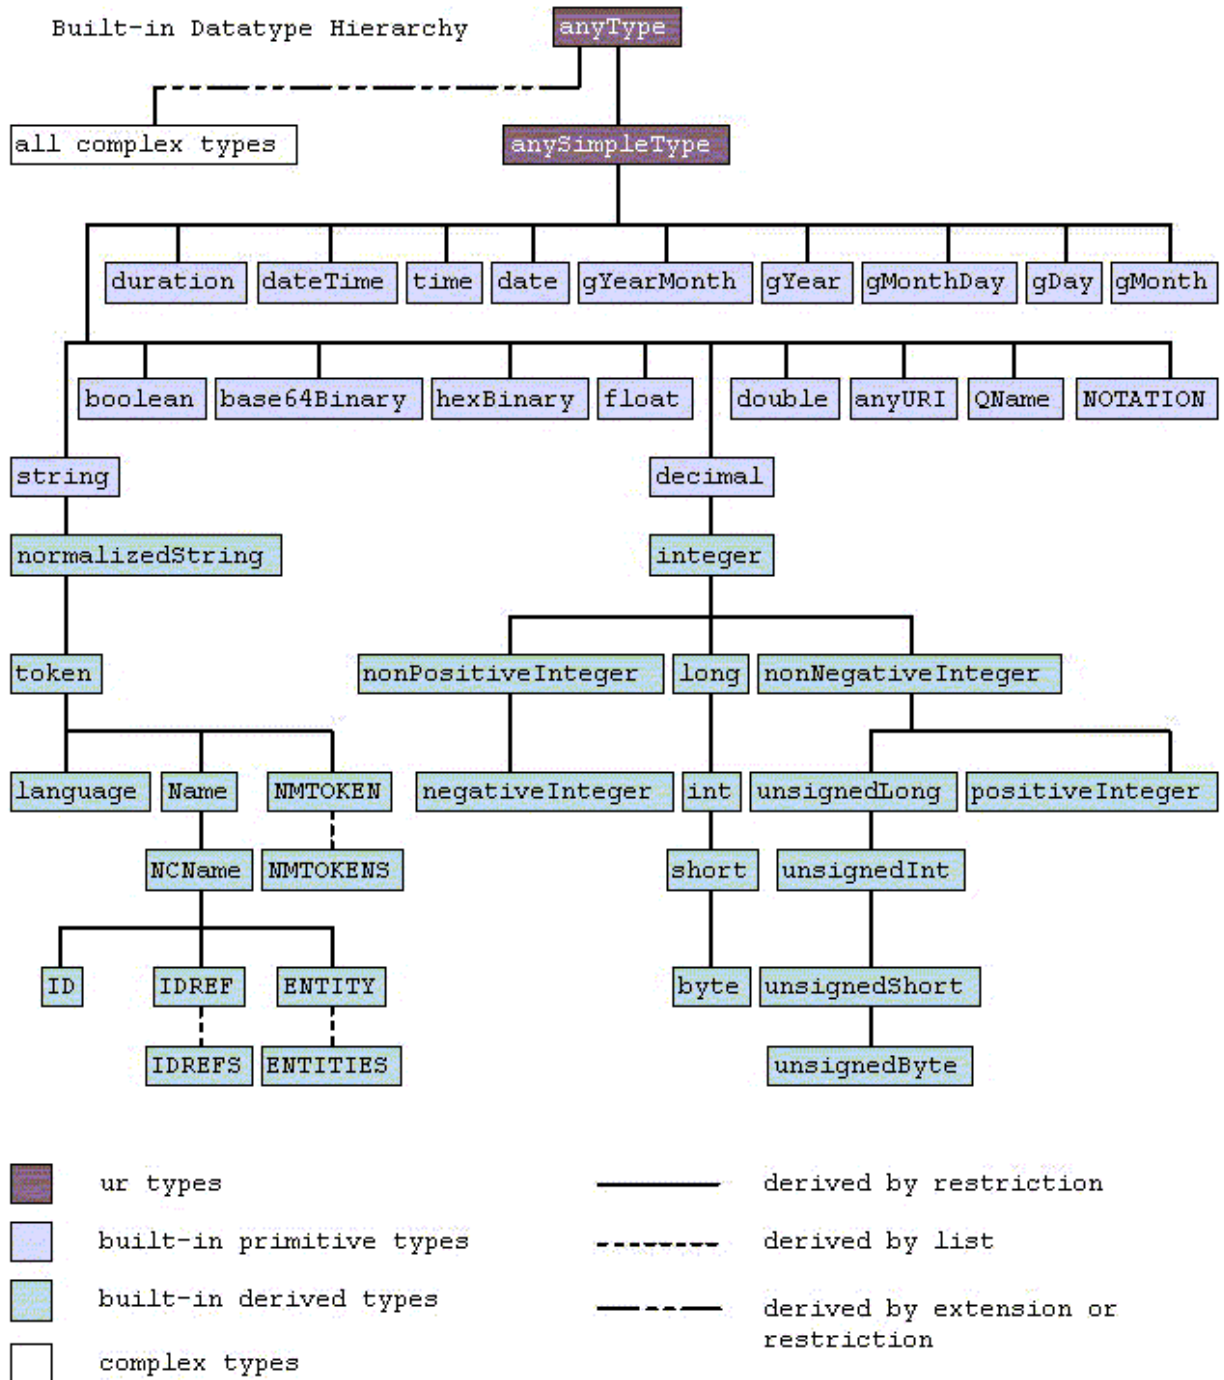 Built-in Datatype Hierarchy
anyType
all complex types
anySimpleType
duration
dateTime
time
date
gYearMonth
gYear
gMonthDay
gDay
gMonth
boolean
base64Binary
hexBinary
float
double
anyURI
QName
NOTATION
string
decimal
normalizedString
integer
token
nonPositiveInteger
long
nonNegativeInteger
language
Name
NMTOKEN
negativeInteger
int
unsignedLong
positiveInteger
NCName
NMTOKENS
short
unsignedInt
ID
IDREF
ENTITY
byte
unsignedShort
IDREFS
ENTITIES
unsignedByte
ur types
derived by restriction
built-in primitive types
derived by list
built-in derived types
derived by extension or
restriction
complex types